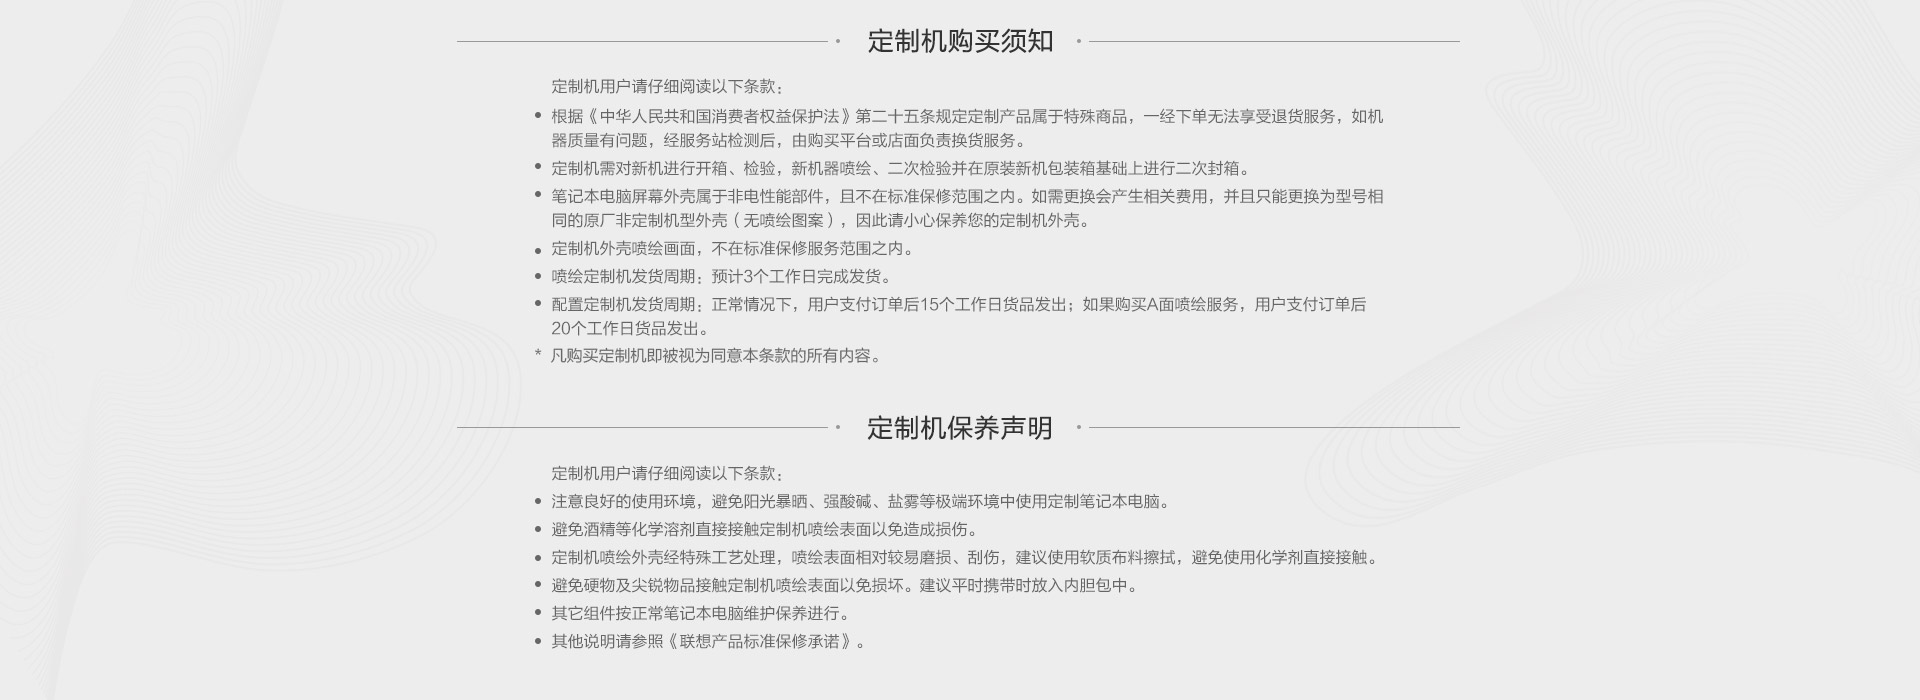 定制机购买须知
定制机用户请仔细阅读以下条款：
• 根据《中华人民共和国消费者权益保护法》第二十五条规定定制产品属于特殊商品，一经下单无法享受退货服务，如机
器质量有问题，经服务站检测后，由购买平台或店面负责换货服务。
• 定制机需对新机进行开箱、检验，新机器喷绘、二次检验并在原装新机包装箱基础上进行二次封箱。
• 笔记本电脑屏幕外壳属于非电性能部件，且不在标准保修范围之内。如需更换会产生相关费用，并且只能更换为型号相
同的原厂非定制机型外壳（无喷绘图案），因此请小心保养您的定制机外壳。
• 定制机外壳喷绘画面，不在标准保修服务范围之内。
• 喷绘定制机发货周期：预计3个工作日完成发货。
• 配置定制机发货周期：正常情况下，用户支付订单后15个工作日货品发出；如果购买A面喷绘服务，用户支付订单后
20个工作日货品发出。
* 凡购买定制机即被视为同意本条款的所有内容。
定制机保养声明
定制机用户请仔细阅读以下条款：
• 注意良好的使用环境，避免阳光暴晒、强酸碱、盐雾等极端环境中使用定制笔记本电脑。
• 避免酒精等化学溶剂直接接触定制机喷绘表面以免造成损伤。
• 定制机喷绘外壳经特殊工艺处理，喷绘表面相对较易磨损、刮伤，建议使用软质布料擦拭，避免使用化学剂直接接触。
• 避免硬物及尖锐物品接触定制机喷绘表面以免损坏。建议平时携带时放入内胆包中。
• 其它组件按正常笔记本电脑维护保养进行。
• 其他说明请参照《联想产品标准保修承诺》。